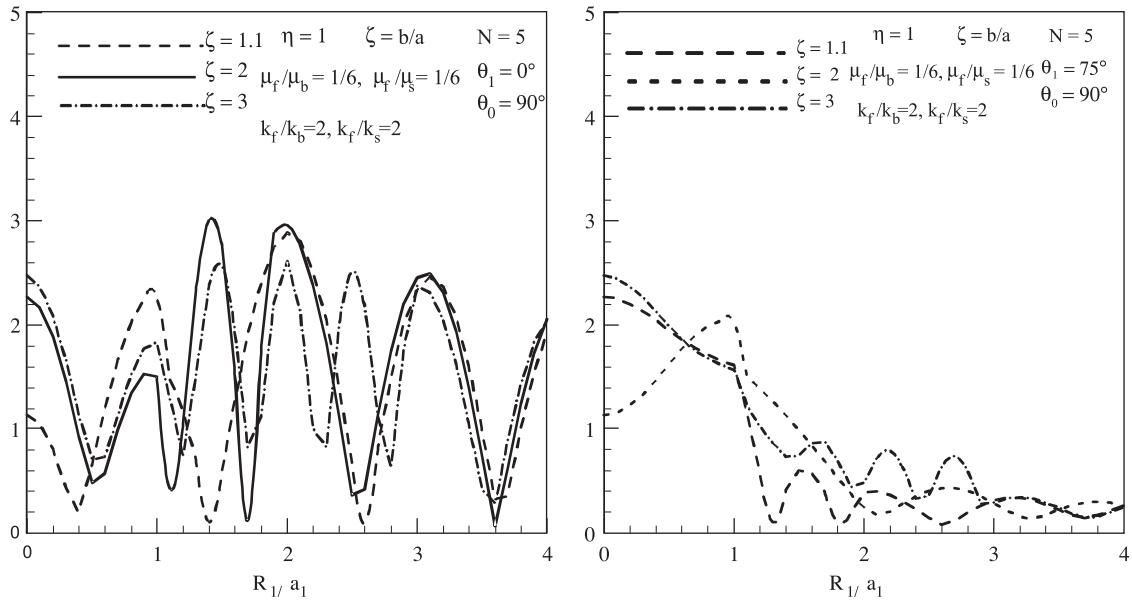 5
4
3
2
1
0
ζ = 1.1 η = 1 ζ = b/a N = 5
ζ = 2 μf/μb = 1/6, μf/μs = 1/6 θ1 = 0°
ζ = 3 θ0 = 90°
kf/kb=2, kf/ks=2
0 1 2 3 4
R1/ a1
5
4
3
2
1
0
ζ = 1.1 η = 1 ζ = b/a N = 5
ζ = 2 μf/μb = 1/6, μf/μs = 1/6 θ1 = 75°
ζ = 3 θ0 = 90°
kf/kb=2, kf/ks=2
0 1 2 3 4
R1/ a1